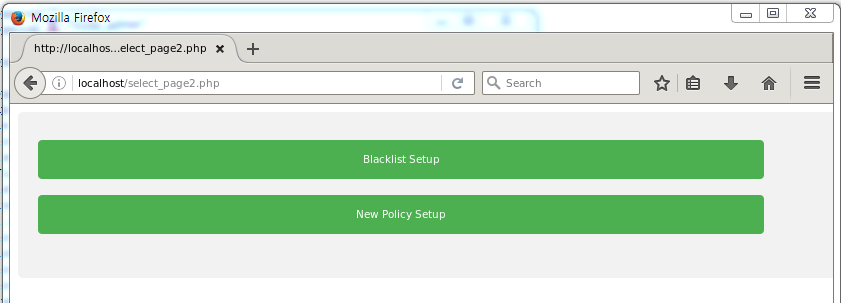 Mozilla Firefox
http://localhos...elect_page2.php
localhost/select_page2.php
Search
Blacklist Setup
New Policy Setup